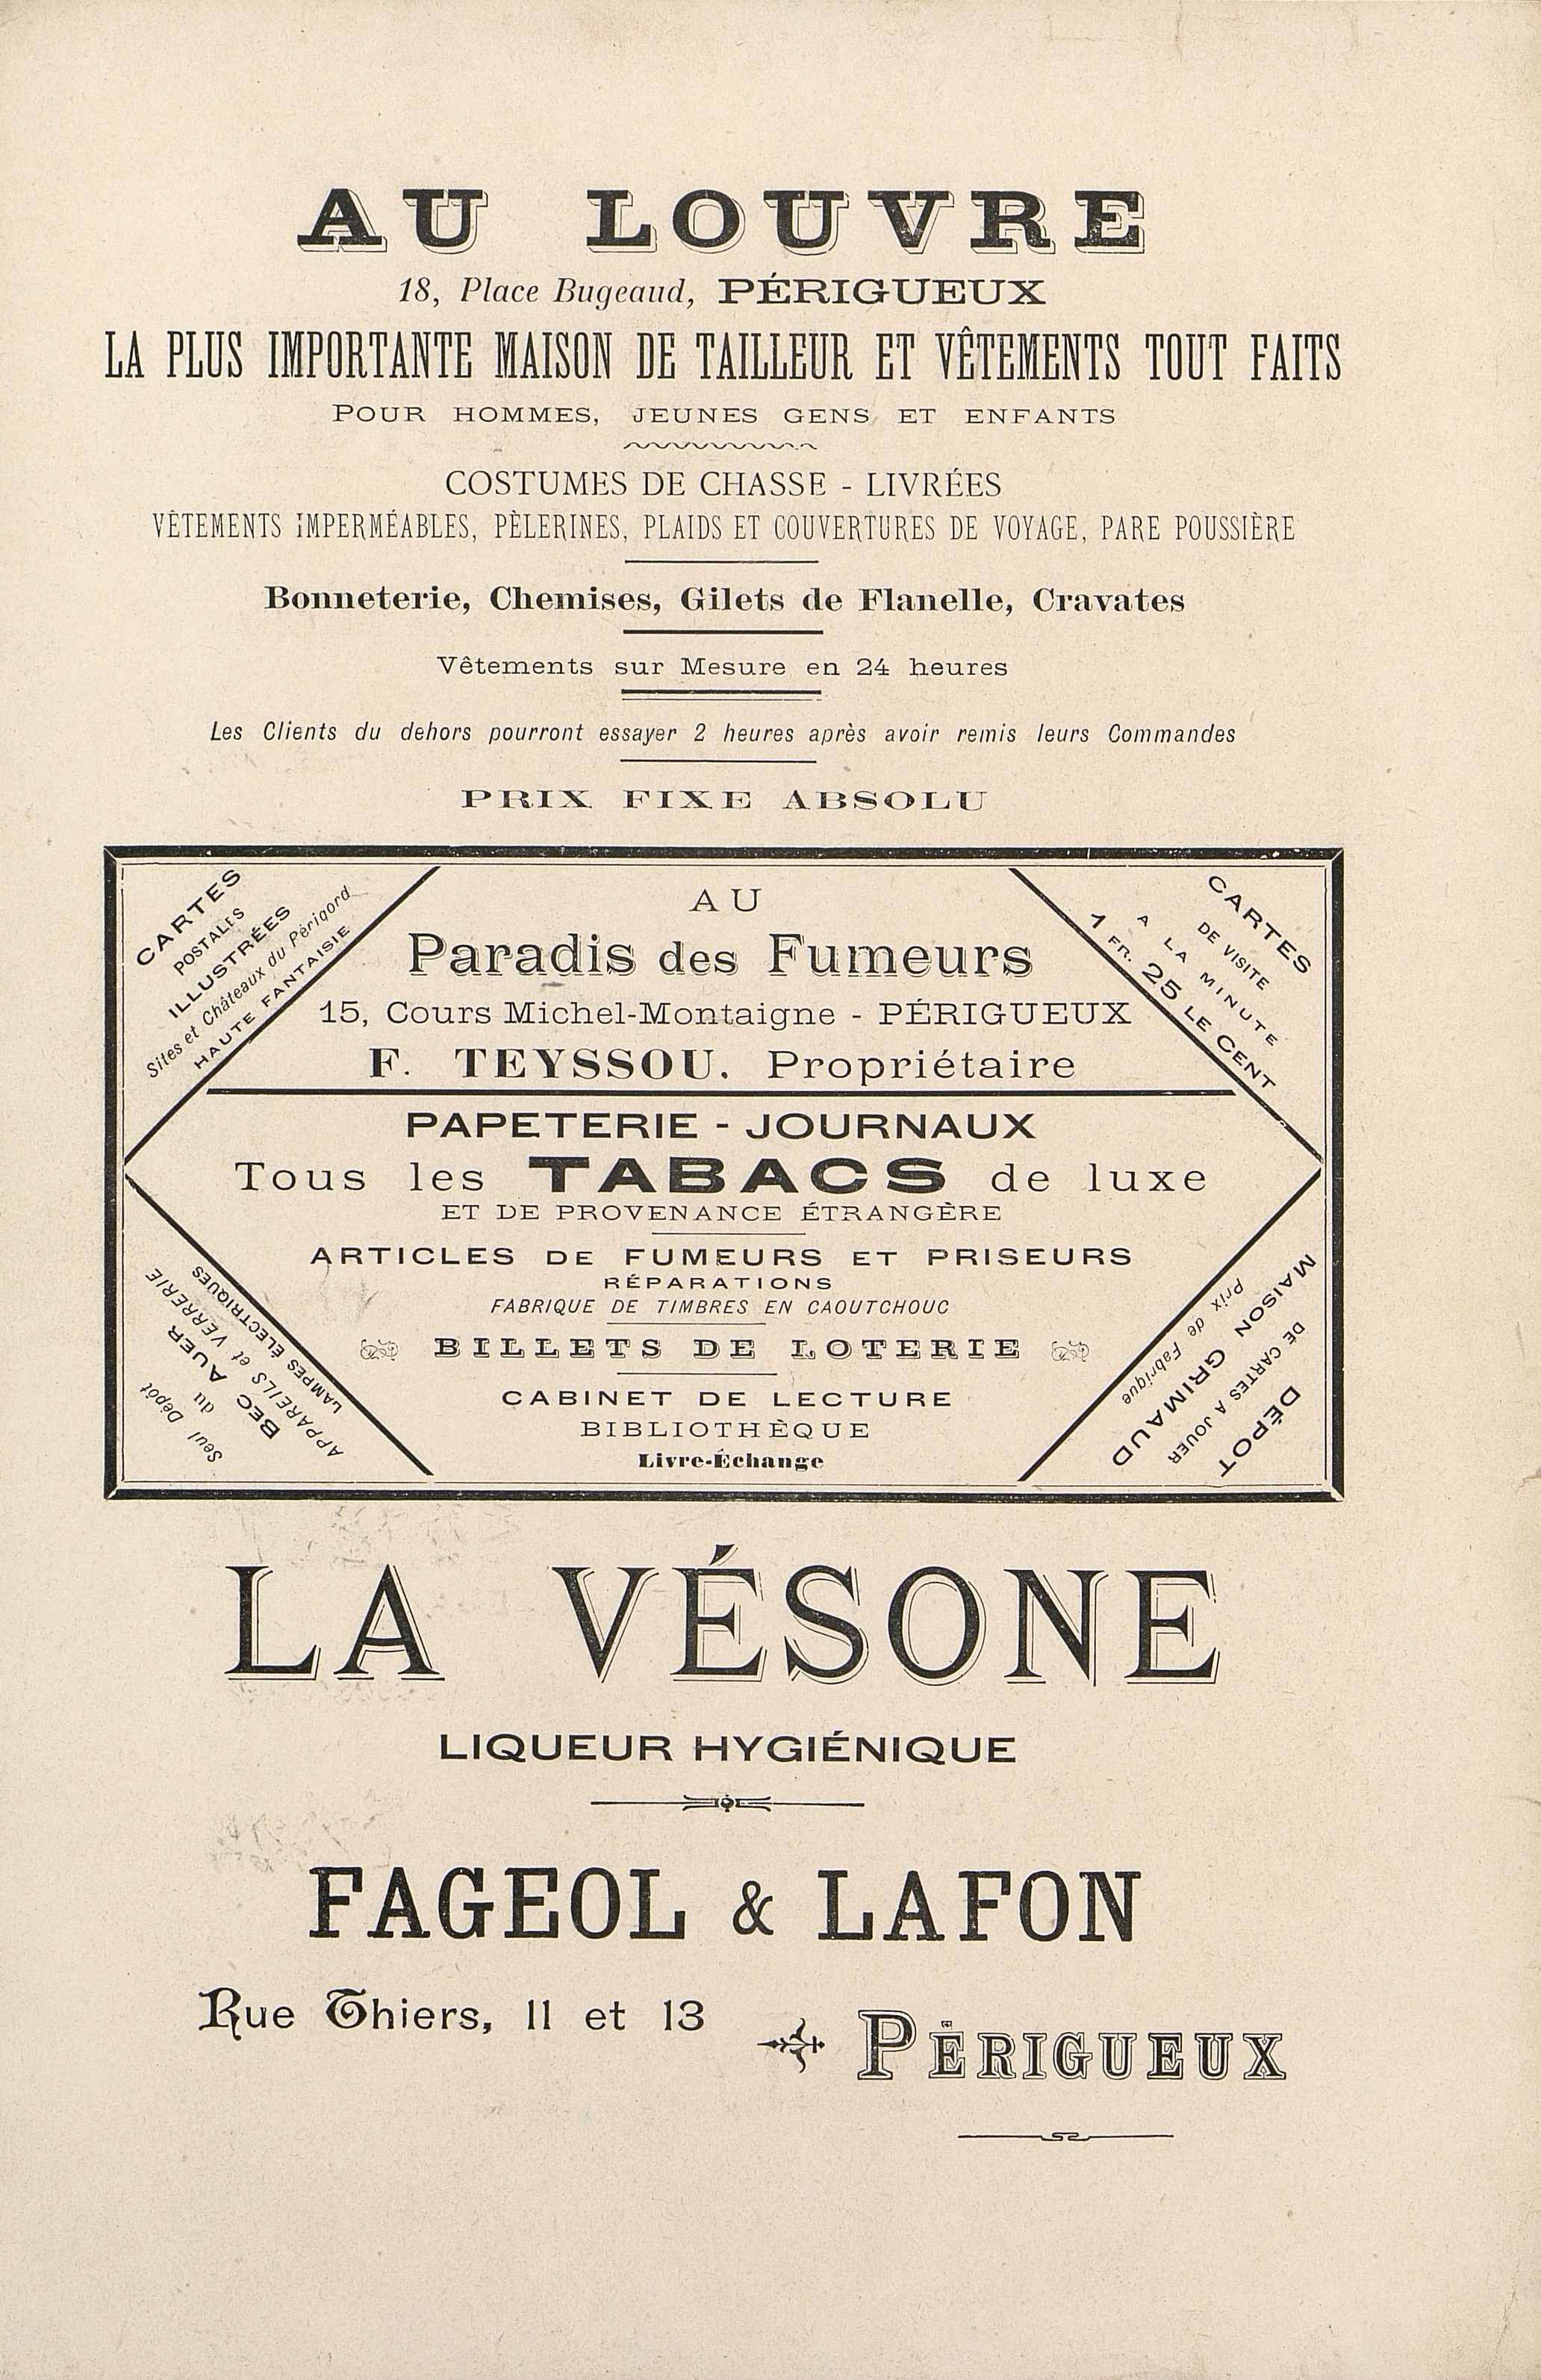 AU LOUVRE
18, Place Bugeaud, PÉRIGUEUX
LA PLUS IMPORTANTE MAISON DE TAILLEUR ET VÊTEMENTS TOUT FAITS
POUR HOMMES, JEUNES GENS ET ENFANTS
COSTUMES DE CHASSE - LIVRÉES
VÊTEMENTS IMPERMÉABLES, PÈLERINES, PLAIDS ET COUVERTURES DE VOYAGE, PARE POUSSIÈRE
Bonneterie, Chemises, Gilets de Flanelle, Cravates
Vêtements sur Mesure en 24 heures
Les Clients du dehors pourront essayer 2 heures après avoir remis leurs Commandes
PRIX FIXE ABSOLU
CARTES
POSTALES
ILLUSTRÉES
Sites et Châteaux du Périgord
HAUTE FANTAISIE
AU
Paradis des Fumeurs
15, Cours Michel-Montaigne - PÉRIGUEUX
F. TEYSSOU. Propriétaire
CARTES
DE VISITE
A LA MINUTE
1 FR. 25 LE CENT
PAPETERIE - JOURNAUX
Tous les TABACS de luxe
ET DE PROVENANCE ÉTRANGÈRE
ARTICLES DE FUMEURS ET PRISEURS
RÉPARATIONS
FABRIQUE DE TIMBRES EN CAOUTCHOUC
BILLETS DE LOTERIE
CABINET DE LECTURE
BIBLIOTHÈQUE
Livre-Échange
Seul Dépôt
du
BEC AUER
APPAREILS et VERRERIE
LAMPES ÉLECTRIQUES
DÉPOT
DE CARTES A JOUER
MAISON GRIMAUD
Prix de Fabrique
LA VÉSONE
LIQUEUR HYGIÉNIQUE
FAGEOL & LAFON
Rue Thiers, 11 et 13
PÉRIGUEUX